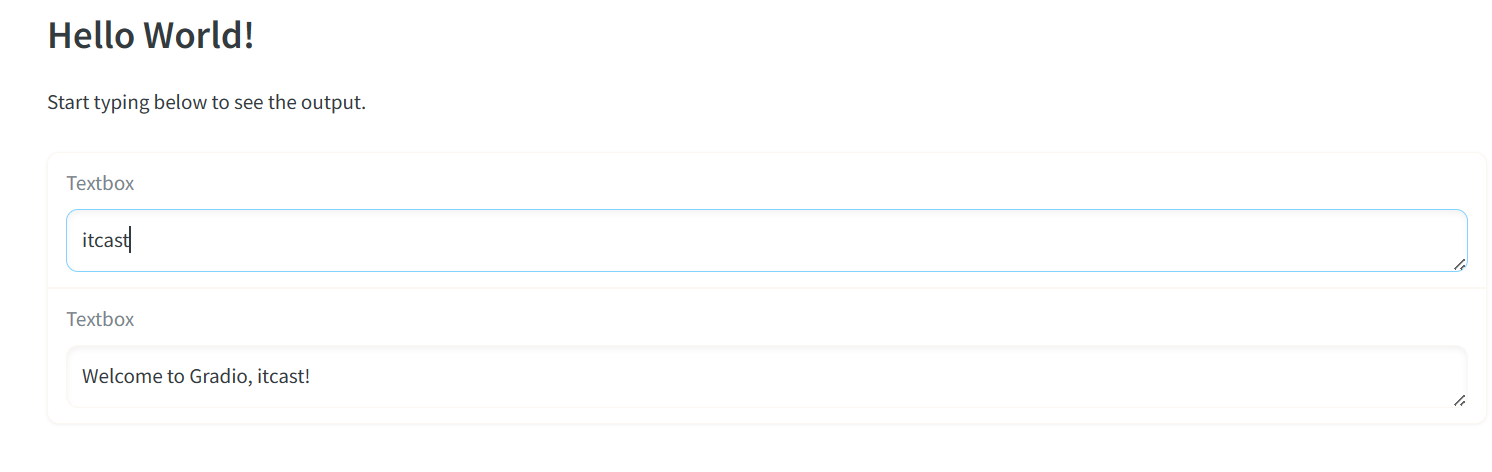 Hello World!
Start typing below to see the output.
Textbox
itcast
Textbox
Welcome to Gradio, itcast!